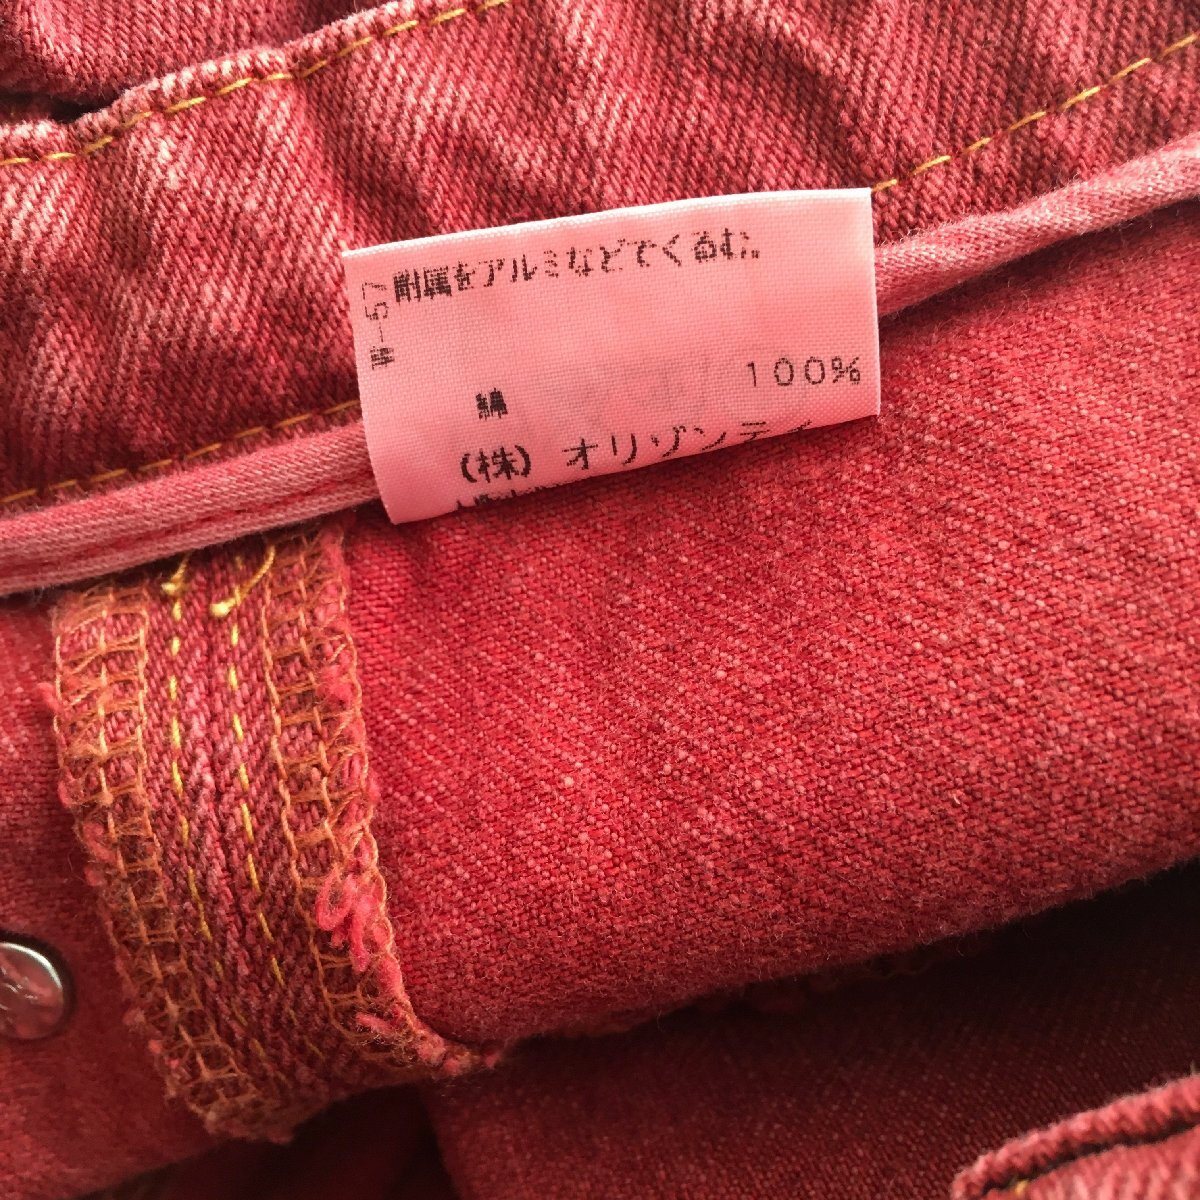 附属をアルミなどでくるむ。
W-57
綿 100%
(株) オリゾンティ